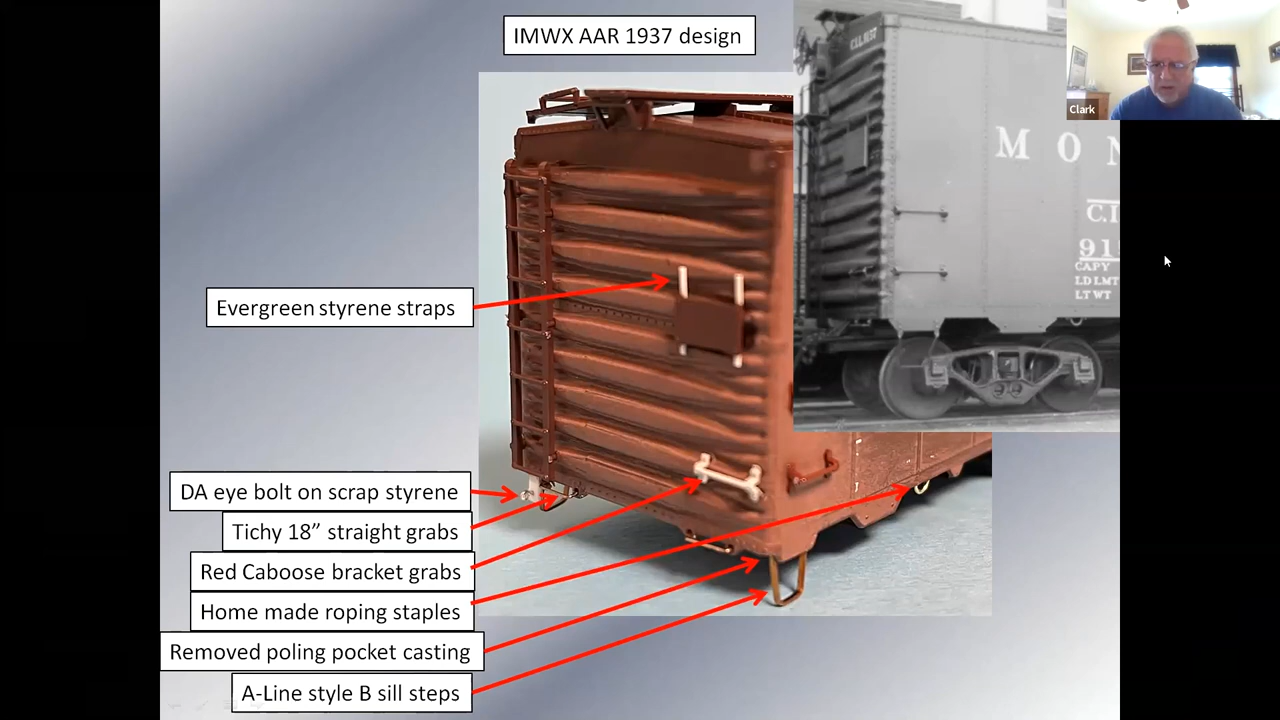 IMWX AAR 1937 design
Clark
M O N
C.I.
91
CAPY
LD LMT
LT WT
Evergreen styrene straps
DA eye bolt on scrap styrene
Tichy 18” straight grabs
Red Caboose bracket grabs
Home made roping staples
Removed poling pocket casting
A-Line style B sill steps